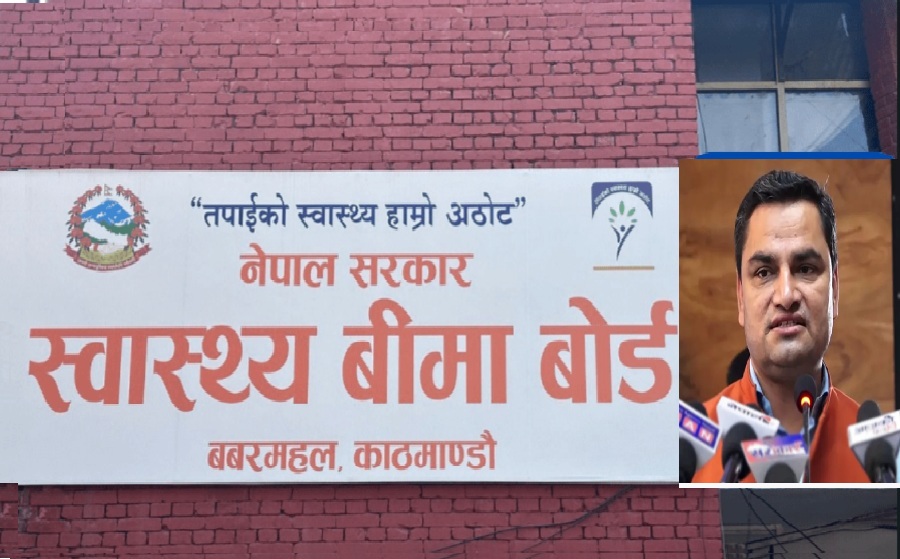 “तपाईको स्वास्थ्य हाम्रो अठोट”
नेपाल सरकार
स्वास्थ्य बीमा बोर्ड
बबरमहल, काठमाण्डौ